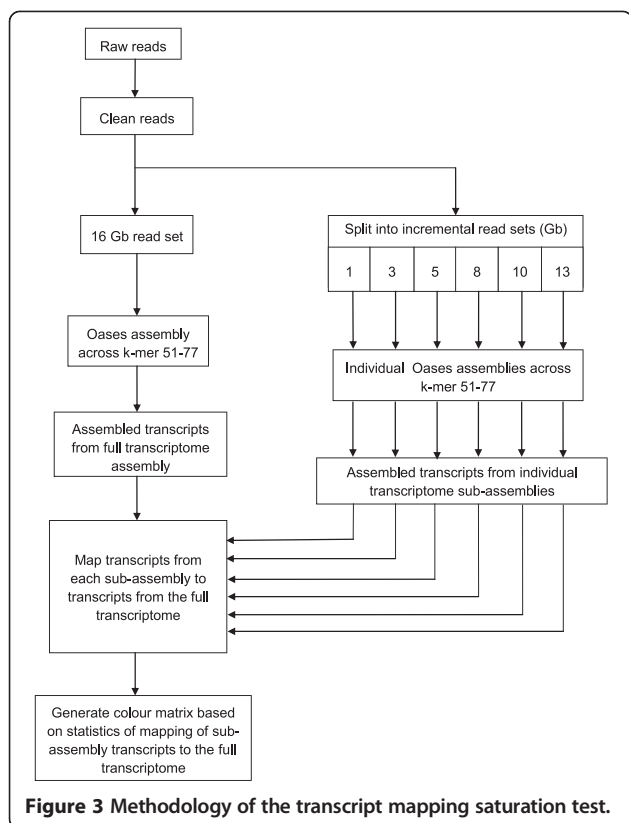 Raw reads
Clean reads
16 Gb read set
Split into incremental read sets (Gb)
1 3 5 8 10 13
Oases assembly
across k-mer 51-77
Individual Oases assemblies across
k-mer 51-77
Assembled transcripts
from full transcriptome
assembly
Assembled transcripts from individual
transcriptome sub-assemblies
Map transcripts from
each sub-assembly to
transcripts from the full
transcriptome
Generate colour matrix based
on statistics of mapping of sub-
assembly transcripts to the full
transcriptome
Figure 3 Methodology of the transcript mapping saturation test.